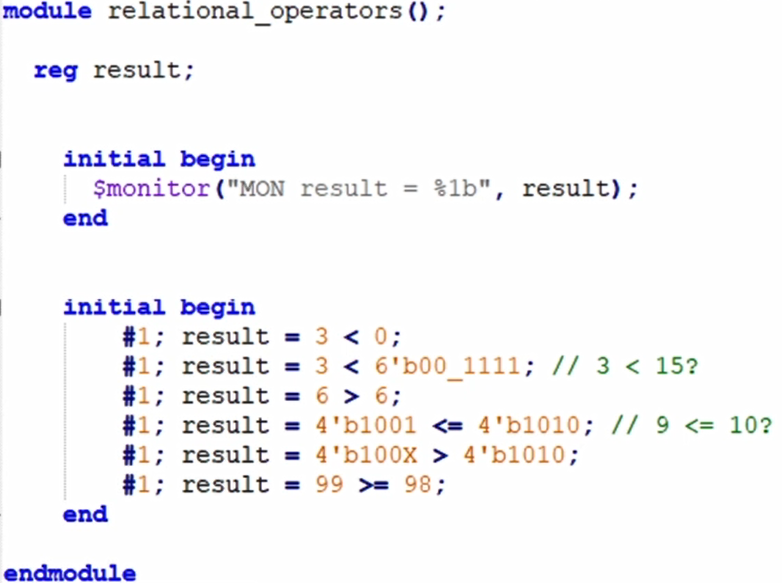 module relational_operators();
reg result;
initial begin
$monitor("MON result = %1b", result);
end
initial begin
#1; result = 3 < 0;
#1; result = 3 < 6'b00_1111; // 3 < 15?
#1; result = 6 > 6;
#1; result = 4'b1001 <= 4'b1010; // 9 <= 10?
#1; result = 4'b100X > 4'b1010;
#1; result = 99 >= 98;
end
endmodule